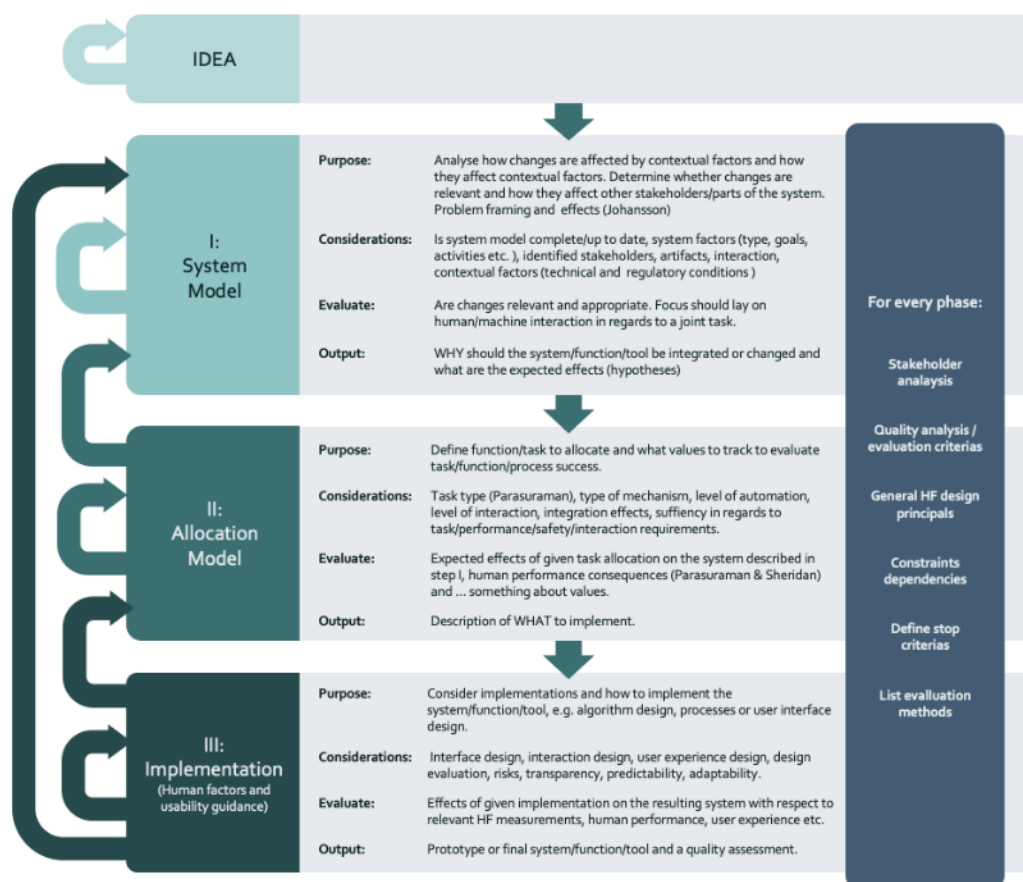 IDEA
I:
System
Model
Purpose:
Analyse how changes are affected by contextual factors and how
they affect contextual factors. Determine whether changes are
relevant and how they affect other stakeholders/parts of the system.
Problem framing and effects (Johansson)
Considerations:
Is system model complete/up to date, system factors (type, goals,
activities etc. ), identified stakeholders, artifacts, interaction,
contextual factors (technical and regulatory conditions )
Evaluate:
Are changes relevant and appropriate. Focus should lay on
human/machine interaction in regards to a joint task.
Output:
WHY should the system/function/tool be integrated or changed and
what are the expected effects (hypotheses)
II:
Allocation
Model
Purpose:
Define function/task to allocate and what values to track to evaluate
task/function/process success.
Considerations:
Task type (Parasuraman), type of mechanism, level of automation,
level of interaction, integration effects, suffiency in regards to
task/performance/safety/interaction requirements.
Evaluate:
Expected effects of given task allocation on the system described in
step I, human performance consequences (Parasuraman & Sheridan)
and ... something about values.
Output:
Description of WHAT to implement.
III:
Implementation
(Human factors and
usability guidance)
Purpose:
Consider implementations and how to implement the
system/function/tool, e.g. algorithm design, processes or user interface
design.
Considerations:
Interface design, interaction design, user experience design, design
evaluation, risks, transparency, predictability, adaptability.
Evaluate:
Effects of given implementation on the resulting system with respect to
relevant HF measurements, human performance, user experience etc.
Output:
Prototype or final system/function/tool and a quality assessment.
For every phase:
Stakeholder
analaysis
Quality analysis /
evaluation criterias
General HF design
principals
Constraints
dependencies
Define stop
criterias
List evalluation
methods